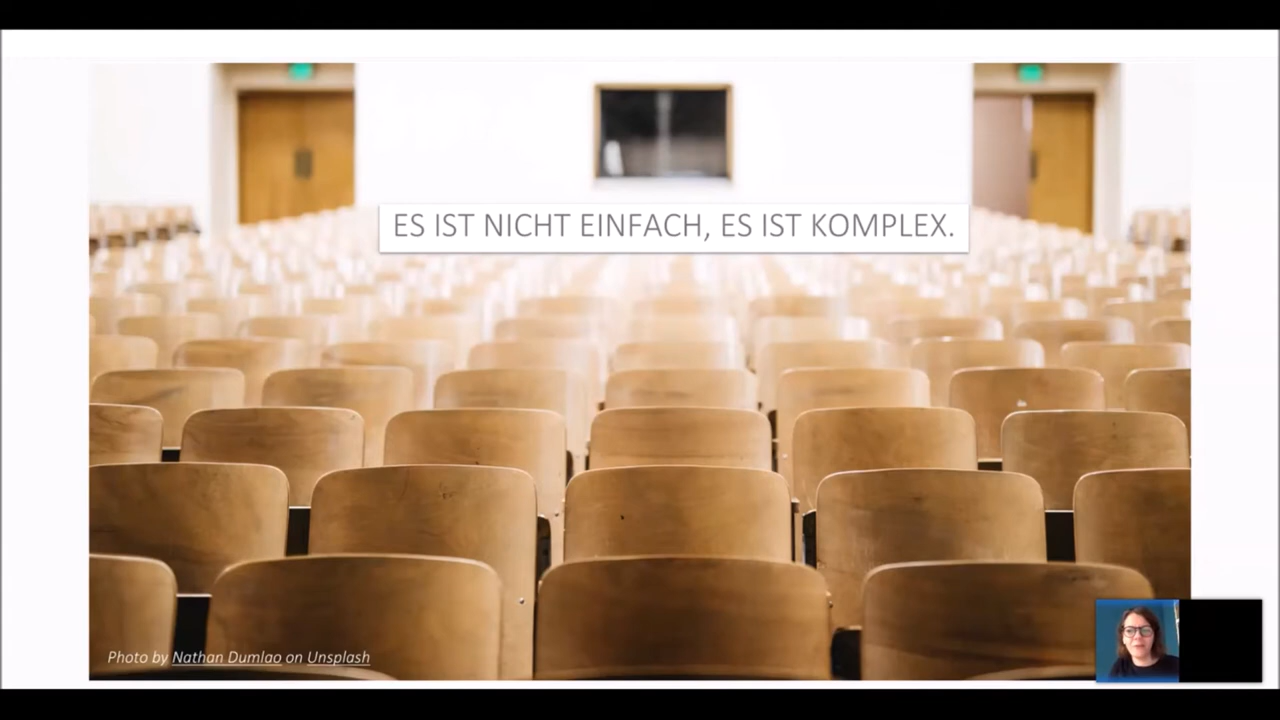 ES IST NICHT EINFACH, ES IST KOMPLEX.
Photo by Nathan Dumlao on Unsplash